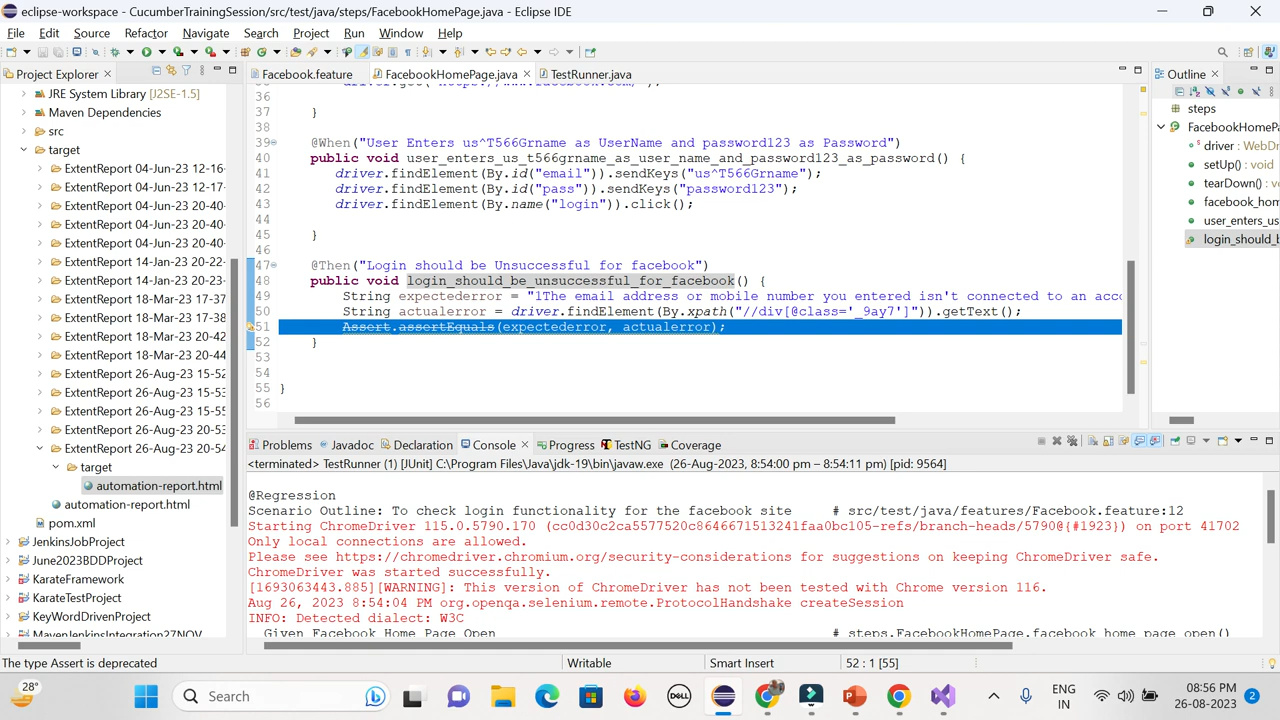 eclipse-workspace - CucumberTrainingSession/src/test/java/steps/FacebookHomePage.java - Eclipse IDE
File Edit Source Refactor Navigate Search Project Run Window Help
Project Explorer
JRE System Library [J2SE-1.5]
Maven Dependencies
src
target
ExtentReport 04-Jun-23 12-16-
ExtentReport 04-Jun-23 12-17-
ExtentReport 04-Jun-23 20-40-
ExtentReport 04-Jun-23 20-40-
ExtentReport 04-Jun-23 20-41-
ExtentReport 14-Jan-23 20-22-
ExtentReport 14-Jan-23 20-23-
ExtentReport 18-Mar-23 17-37
ExtentReport 18-Mar-23 17-38
ExtentReport 18-Mar-23 20-44
ExtentReport 18-Mar-23 20-44
ExtentReport 26-Aug-23 15-52
ExtentReport 26-Aug-23 15-53
ExtentReport 26-Aug-23 15-55
ExtentReport 26-Aug-23 20-53
ExtentReport 26-Aug-23 20-54
target
automation-report.html
automation-report.html
pom.xml
JenkinsJobProject
June2023BDDProject
KarateFramework
KarateTestProject
KeyWordDrivenProject
MavenJenkinsIntegration27NOV
Facebook.feature FacebookHomePage.java TestRunner.java
36
37 }
38
39 @When("User Enters us^T566Grname as UserName and password123 as Password")
40 public void user_enters_us_t566grname_as_user_name_and_password123_as_password() {
41 driver.findElement(By.id("email")).sendKeys("us^T566Grname");
42 driver.findElement(By.id("pass")).sendKeys("password123");
43 driver.findElement(By.name("login")).click();
44
45 }
46
47 @Then("Login should be Unsuccessful for facebook")
48 public void login_should_be_unsuccessful_for_facebook() {
49 String expectederror = "1The email address or mobile number you entered isn't connected to an acco
50 String actualerror = driver.findElement(By.xpath("//div[@class='_9ay7']")).getText();
51 Assert.assertEquals(expectederror, actualerror);
52 }
53
54
55 }
56
Outline
steps
FacebookHomePa
driver : WebDr
setUp() : void
tearDown() : void
facebook_hom
user_enters_us
login_should_b
Problems Javadoc Declaration Console Progress TestNG Coverage
<terminated> TestRunner (1) [JUnit] C:\Program Files\Java\jdk-19\bin\javaw.exe (26-Aug-2023, 8:54:00 pm – 8:54:11 pm) [pid: 9564]
@Regression
Scenario Outline: To check login functionality for the facebook site # src/test/java/features/Facebook.feature:12
Starting ChromeDriver 115.0.5790.170 (cc0d30c2ca5577520c8646671513241faa0bc105-refs/branch-heads/5790@{#1923}) on port 41702
Only local connections are allowed.
Please see https://chromedriver.chromium.org/security-considerations for suggestions on keeping ChromeDriver safe.
ChromeDriver was started successfully.
[1693063443.885][WARNING]: This version of ChromeDriver has not been tested with Chrome version 116.
Aug 26, 2023 8:54:04 PM org.openqa.selenium.remote.ProtocolHandshake createSession
INFO: Detected dialect: W3C
Given Facebook Home Page Open # steps.FacebookHomePage.facebook_home_page_open()
The type Assert is deprecated
Writable
Smart Insert
52 : 1 [55]
28°
Search
DELL
ENG
IN
08:56 PM
26-08-2023
2